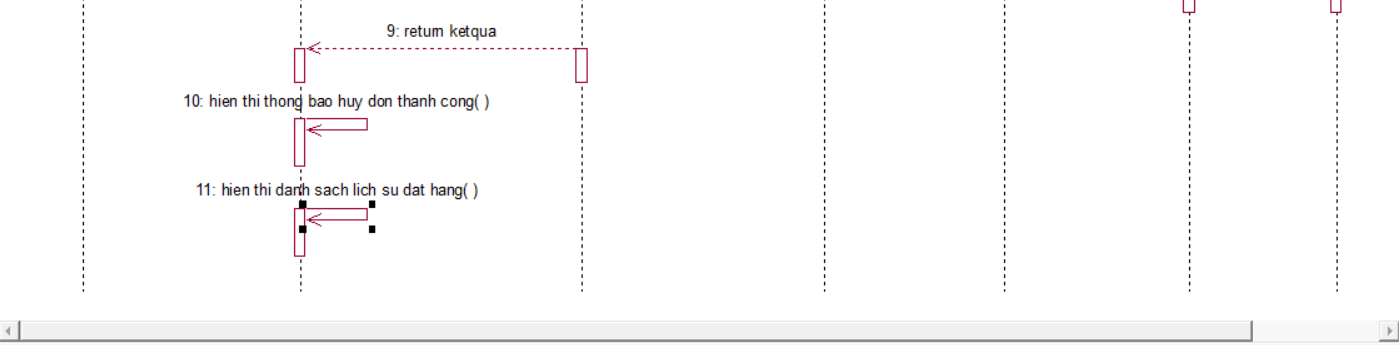 9: return ketqua
10: hien thi thong bao huy don thanh cong( )
11: hien thi danh sach lich su dat hang( )